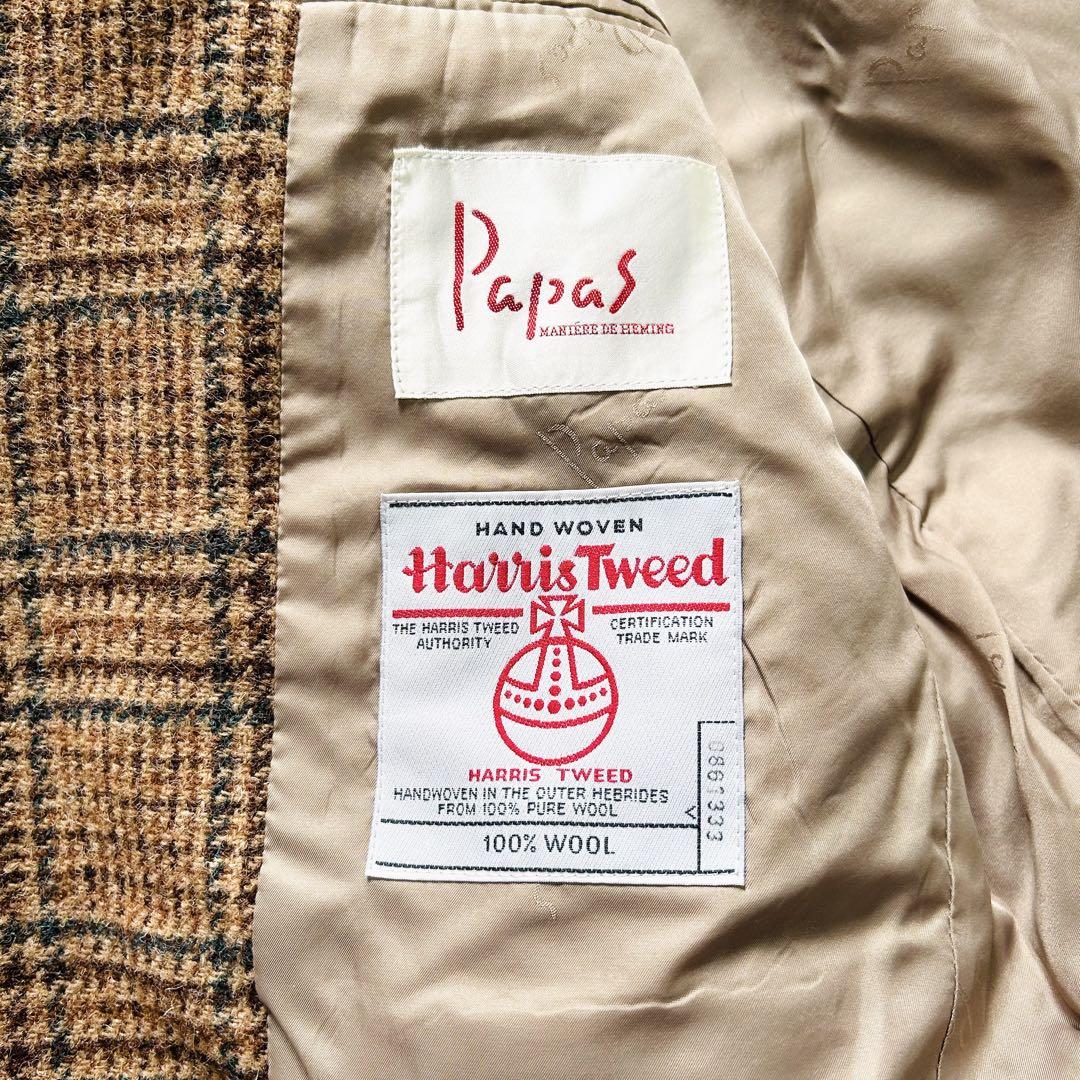 Papas
MANIÉRE DE HEMING
HAND WOVEN
Harris Tweed
THE HARRIS TWEED
AUTHORITY
CERTIFICATION
TRADE MARK
HARRIS TWEED
HANDWOVEN IN THE OUTER HEBRIDES
FROM 100% PURE WOOL
100% WOOL
0861333